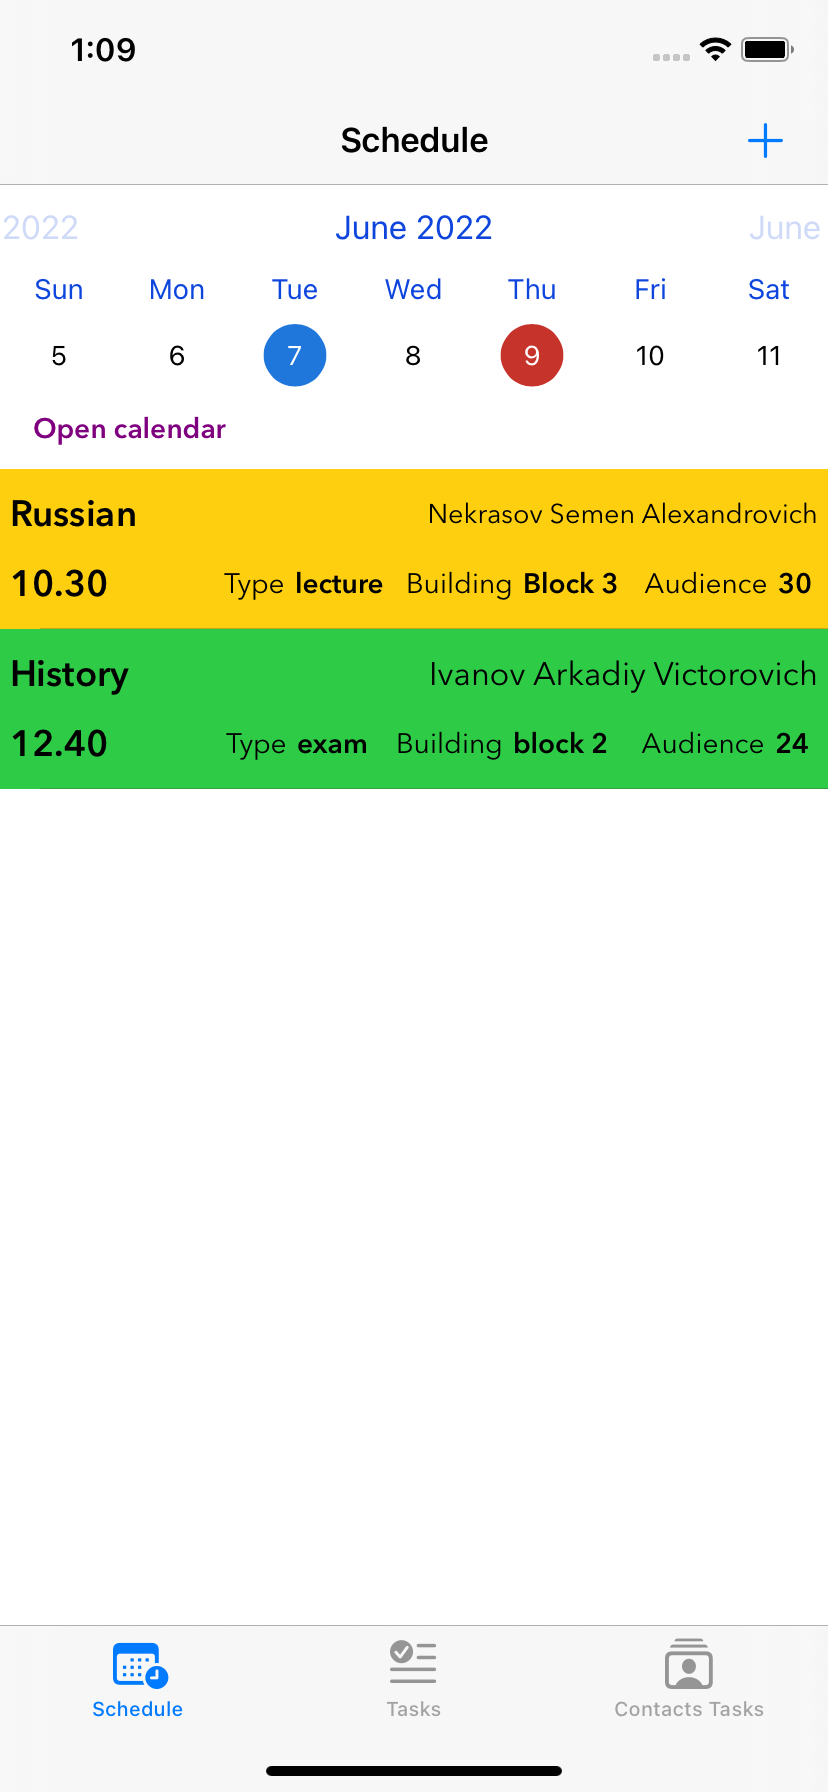 1:09
Schedule
2022 June 2022 June
Sun Mon Tue Wed Thu Fri Sat
5 6 7 8 9 10 11
Open calendar
Russian Nekrasov Semen Alexandrovich
10.30 Type lecture Building Block 3 Audience 30
History Ivanov Arkadiy Victorovich
12.40 Type exam Building block 2 Audience 24
Schedule Tasks Contacts Tasks